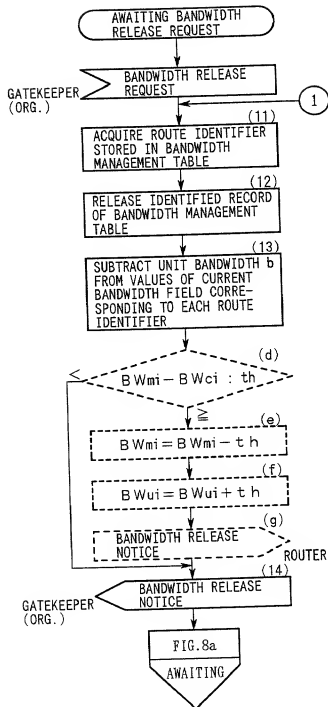 AWAITING BANDWIDTH
RELEASE REQUEST
GATEKEEPER
(ORG.)
BANDWIDTH RELEASE
REQUEST
1
(11)
ACQUIRE ROUTE IDENTIFIER
STORED IN BANDWIDTH
MANAGEMENT TABLE
(12)
RELEASE IDENTIFIED RECORD
OF BANDWIDTH MANAGEMENT
TABLE
(13)
SUBTRACT UNIT BANDWIDTH b
FROM VALUES OF CURRENT
BANDWIDTH FIELD CORRE-
SPONDING TO EACH ROUTE
IDENTIFIER
(d)
<
BWmi-BWci : th
≧
(e)
BWmi=BWmi-th
(f)
BWui=BWui+th
(g)
BANDWIDTH RELEASE
NOTICE
ROUTER
(14)
BANDWIDTH RELEASE
NOTICE
GATEKEEPER
(ORG.)
FIG.8a
AWAITING